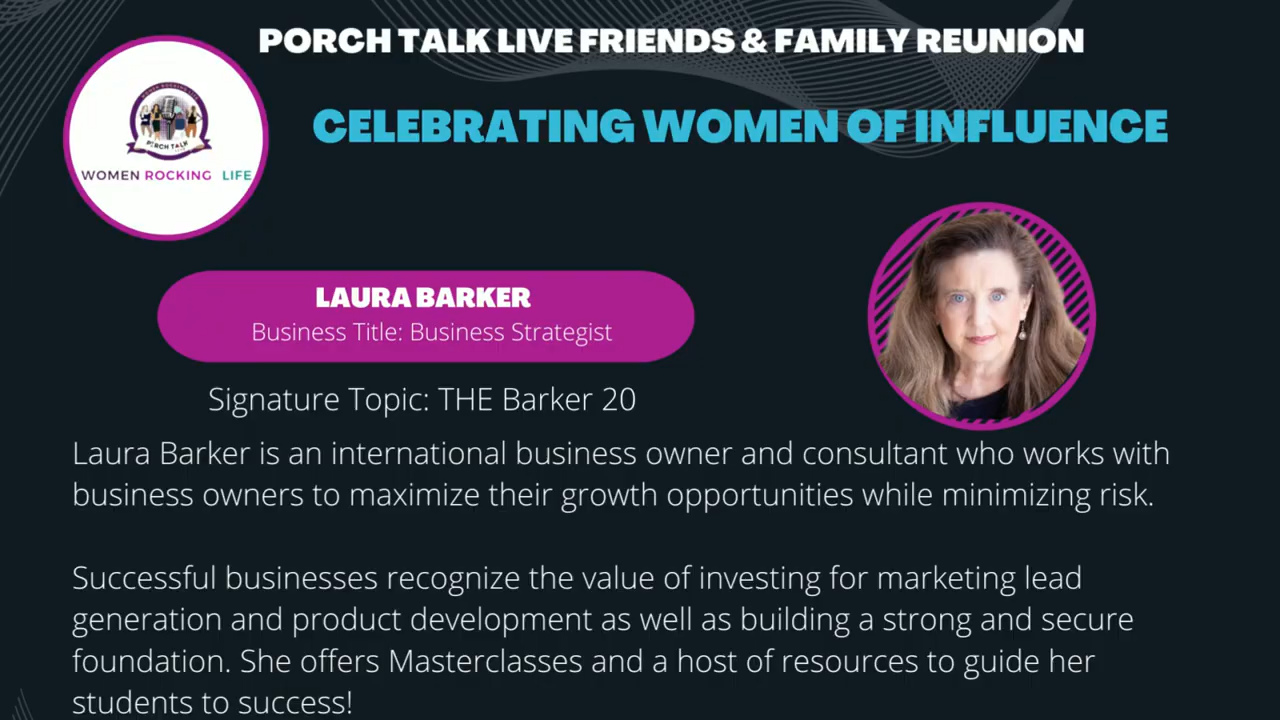 PORCH TALK LIVE FRIENDS & FAMILY REUNION
CELEBRATING WOMEN OF INFLUENCE
WOMEN ROCKING LIFE
PORCH TALK
WOMEN ROCKING LIFE
LAURA BARKER
Business Title: Business Strategist
Signature Topic: THE Barker 20
Laura Barker is an international business owner and consultant who works with
business owners to maximize their growth opportunities while minimizing risk.
Successful businesses recognize the value of investing for marketing lead
generation and product development as well as building a strong and secure
foundation. She offers Masterclasses and a host of resources to guide her
students to success!